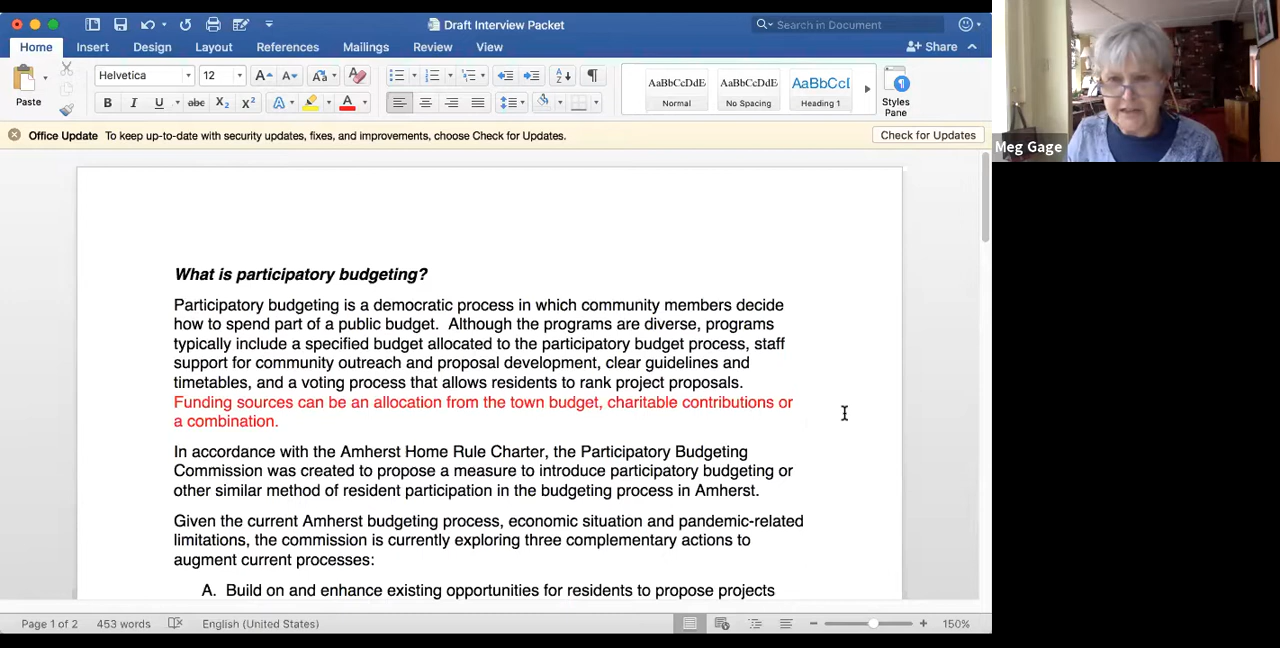 Draft Interview Packet
Search in Document
Home Insert Design Layout References Mailings Review View
Share
Paste
Helvetica 12
B I U abc X₂ X² A A
AaBbCcDdE AaBbCcDdE AaBbCcI
Normal No Spacing Heading 1
Styles
Pane
Office Update To keep up-to-date with security updates, fixes, and improvements, choose Check for Updates.
Check for Updates
What is participatory budgeting?
Participatory budgeting is a democratic process in which community members decide
how to spend part of a public budget. Although the programs are diverse, programs
typically include a specified budget allocated to the participatory budget process, staff
support for community outreach and proposal development, clear guidelines and
timetables, and a voting process that allows residents to rank project proposals.
Funding sources can be an allocation from the town budget, charitable contributions or
a combination.
In accordance with the Amherst Home Rule Charter, the Participatory Budgeting
Commission was created to propose a measure to introduce participatory budgeting or
other similar method of resident participation in the budgeting process in Amherst.
Given the current Amherst budgeting process, economic situation and pandemic-related
limitations, the commission is currently exploring three complementary actions to
augment current processes:
A. Build on and enhance existing opportunities for residents to propose projects
Page 1 of 2 453 words English (United States) 150%
Meg Gage